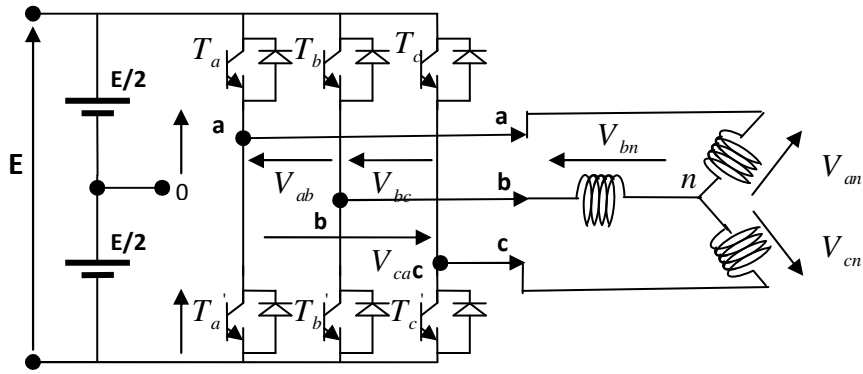 T_a T_b T_c
E/2
a a
V_bn
E
V_an
0
V_ab V_bc
n
b
E/2
b
V_ca c
c
V_cn
T_a' T_b' T_c'